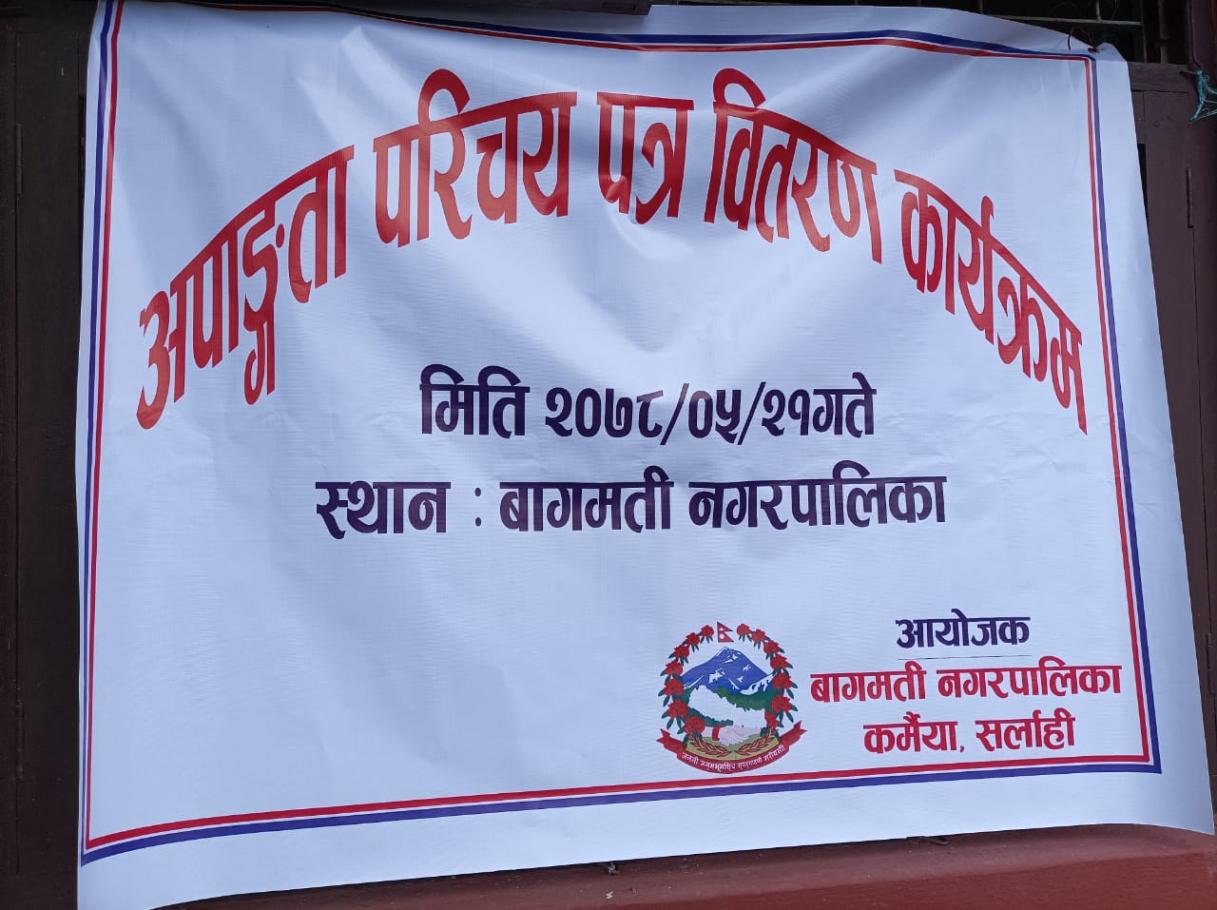 अपाङ्गता परिचय पत्र वितरण कार्यक्रम
मिति २०७८/०५/२१गते
स्थान : बागमती नगरपालिका
आयोजक
बागमती नगरपालिका
कर्मैया, सर्लाही